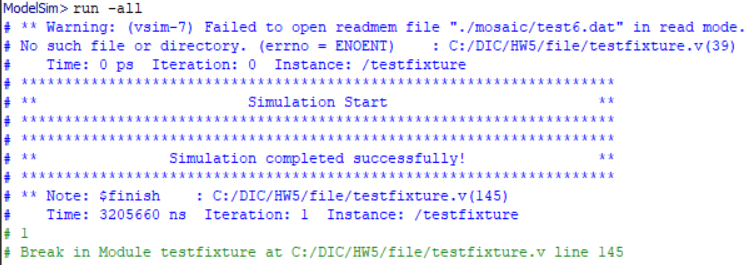 ModelSim> run -all
# ** Warning: (vsim-7) Failed to open readmem file "./mosaic/test6.dat" in read mode.
# No such file or directory. (errno = ENOENT)    : C:/DIC/HW5/file/testfixture.v(39)
#    Time: 0 ps  Iteration: 0  Instance: /testfixture
# ********************************************************************
# **                        Simulation Start                        **
# ********************************************************************
# ********************************************************************
# **               Simulation completed successfully!               **
# ********************************************************************
# ** Note: $finish    : C:/DIC/HW5/file/testfixture.v(145)
#    Time: 3205660 ns  Iteration: 1  Instance: /testfixture
# 1
# Break in Module testfixture at C:/DIC/HW5/file/testfixture.v line 145